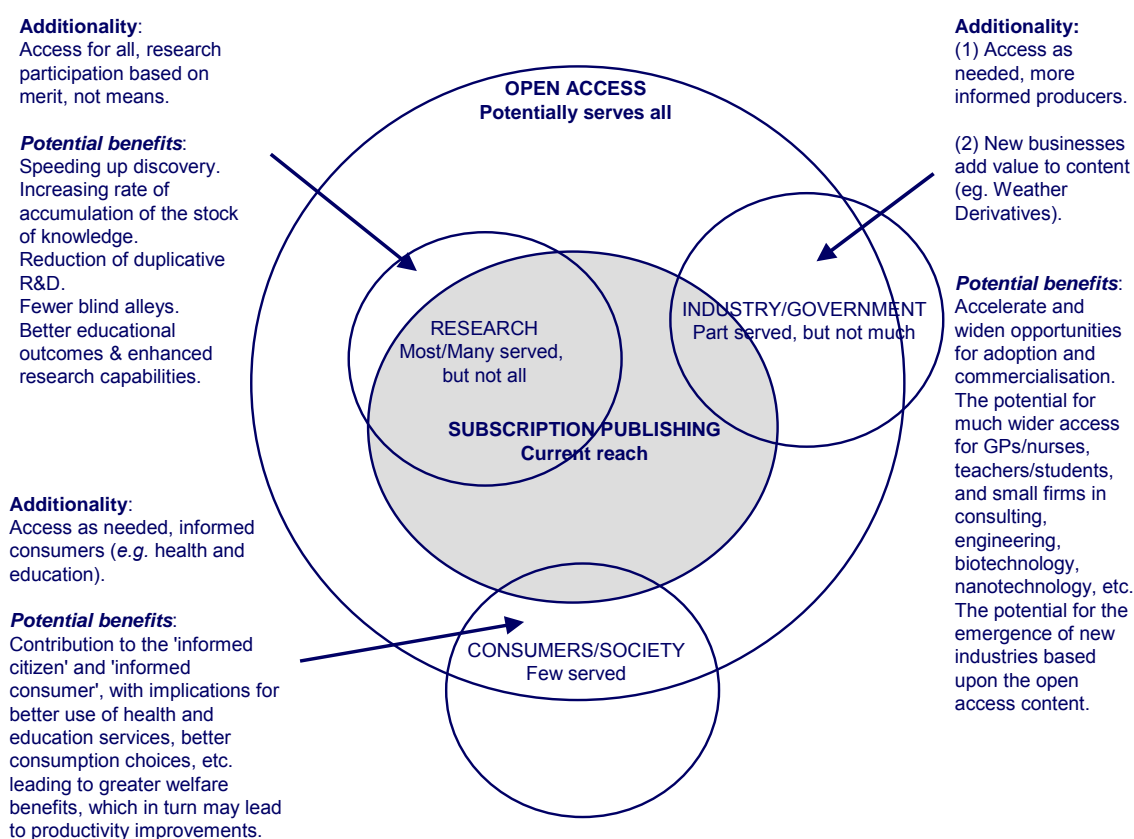 Additionality:
Access for all, research
participation based on
merit, not means.
Potential benefits:
Speeding up discovery.
Increasing rate of
accumulation of the stock
of knowledge.
Reduction of duplicative
R&D.
Fewer blind alleys.
Better educational
outcomes & enhanced
research capabilities.
Additionality:
Access as needed, informed
consumers (e.g. health and
education).
Potential benefits:
Contribution to the 'informed
citizen' and 'informed
consumer', with implications for
better use of health and
education services, better
consumption choices, etc.
leading to greater welfare
benefits, which in turn may lead
to productivity improvements.
OPEN ACCESS
Potentially serves all
RESEARCH
Most/Many served,
but not all
INDUSTRY/GOVERNMENT
Part served, but not much
SUBSCRIPTION PUBLISHING
Current reach
CONSUMERS/SOCIETY
Few served
Additionality:
(1) Access as
needed, more
informed producers.
(2) New businesses
add value to content
(eg. Weather
Derivatives).
Potential benefits:
Accelerate and
widen opportunities
for adoption and
commercialisation.
The potential for
much wider access
for GPs/nurses,
teachers/students,
and small firms in
consulting,
engineering,
biotechnology,
nanotechnology, etc.
The potential for the
emergence of new
industries based
upon the open
access content.